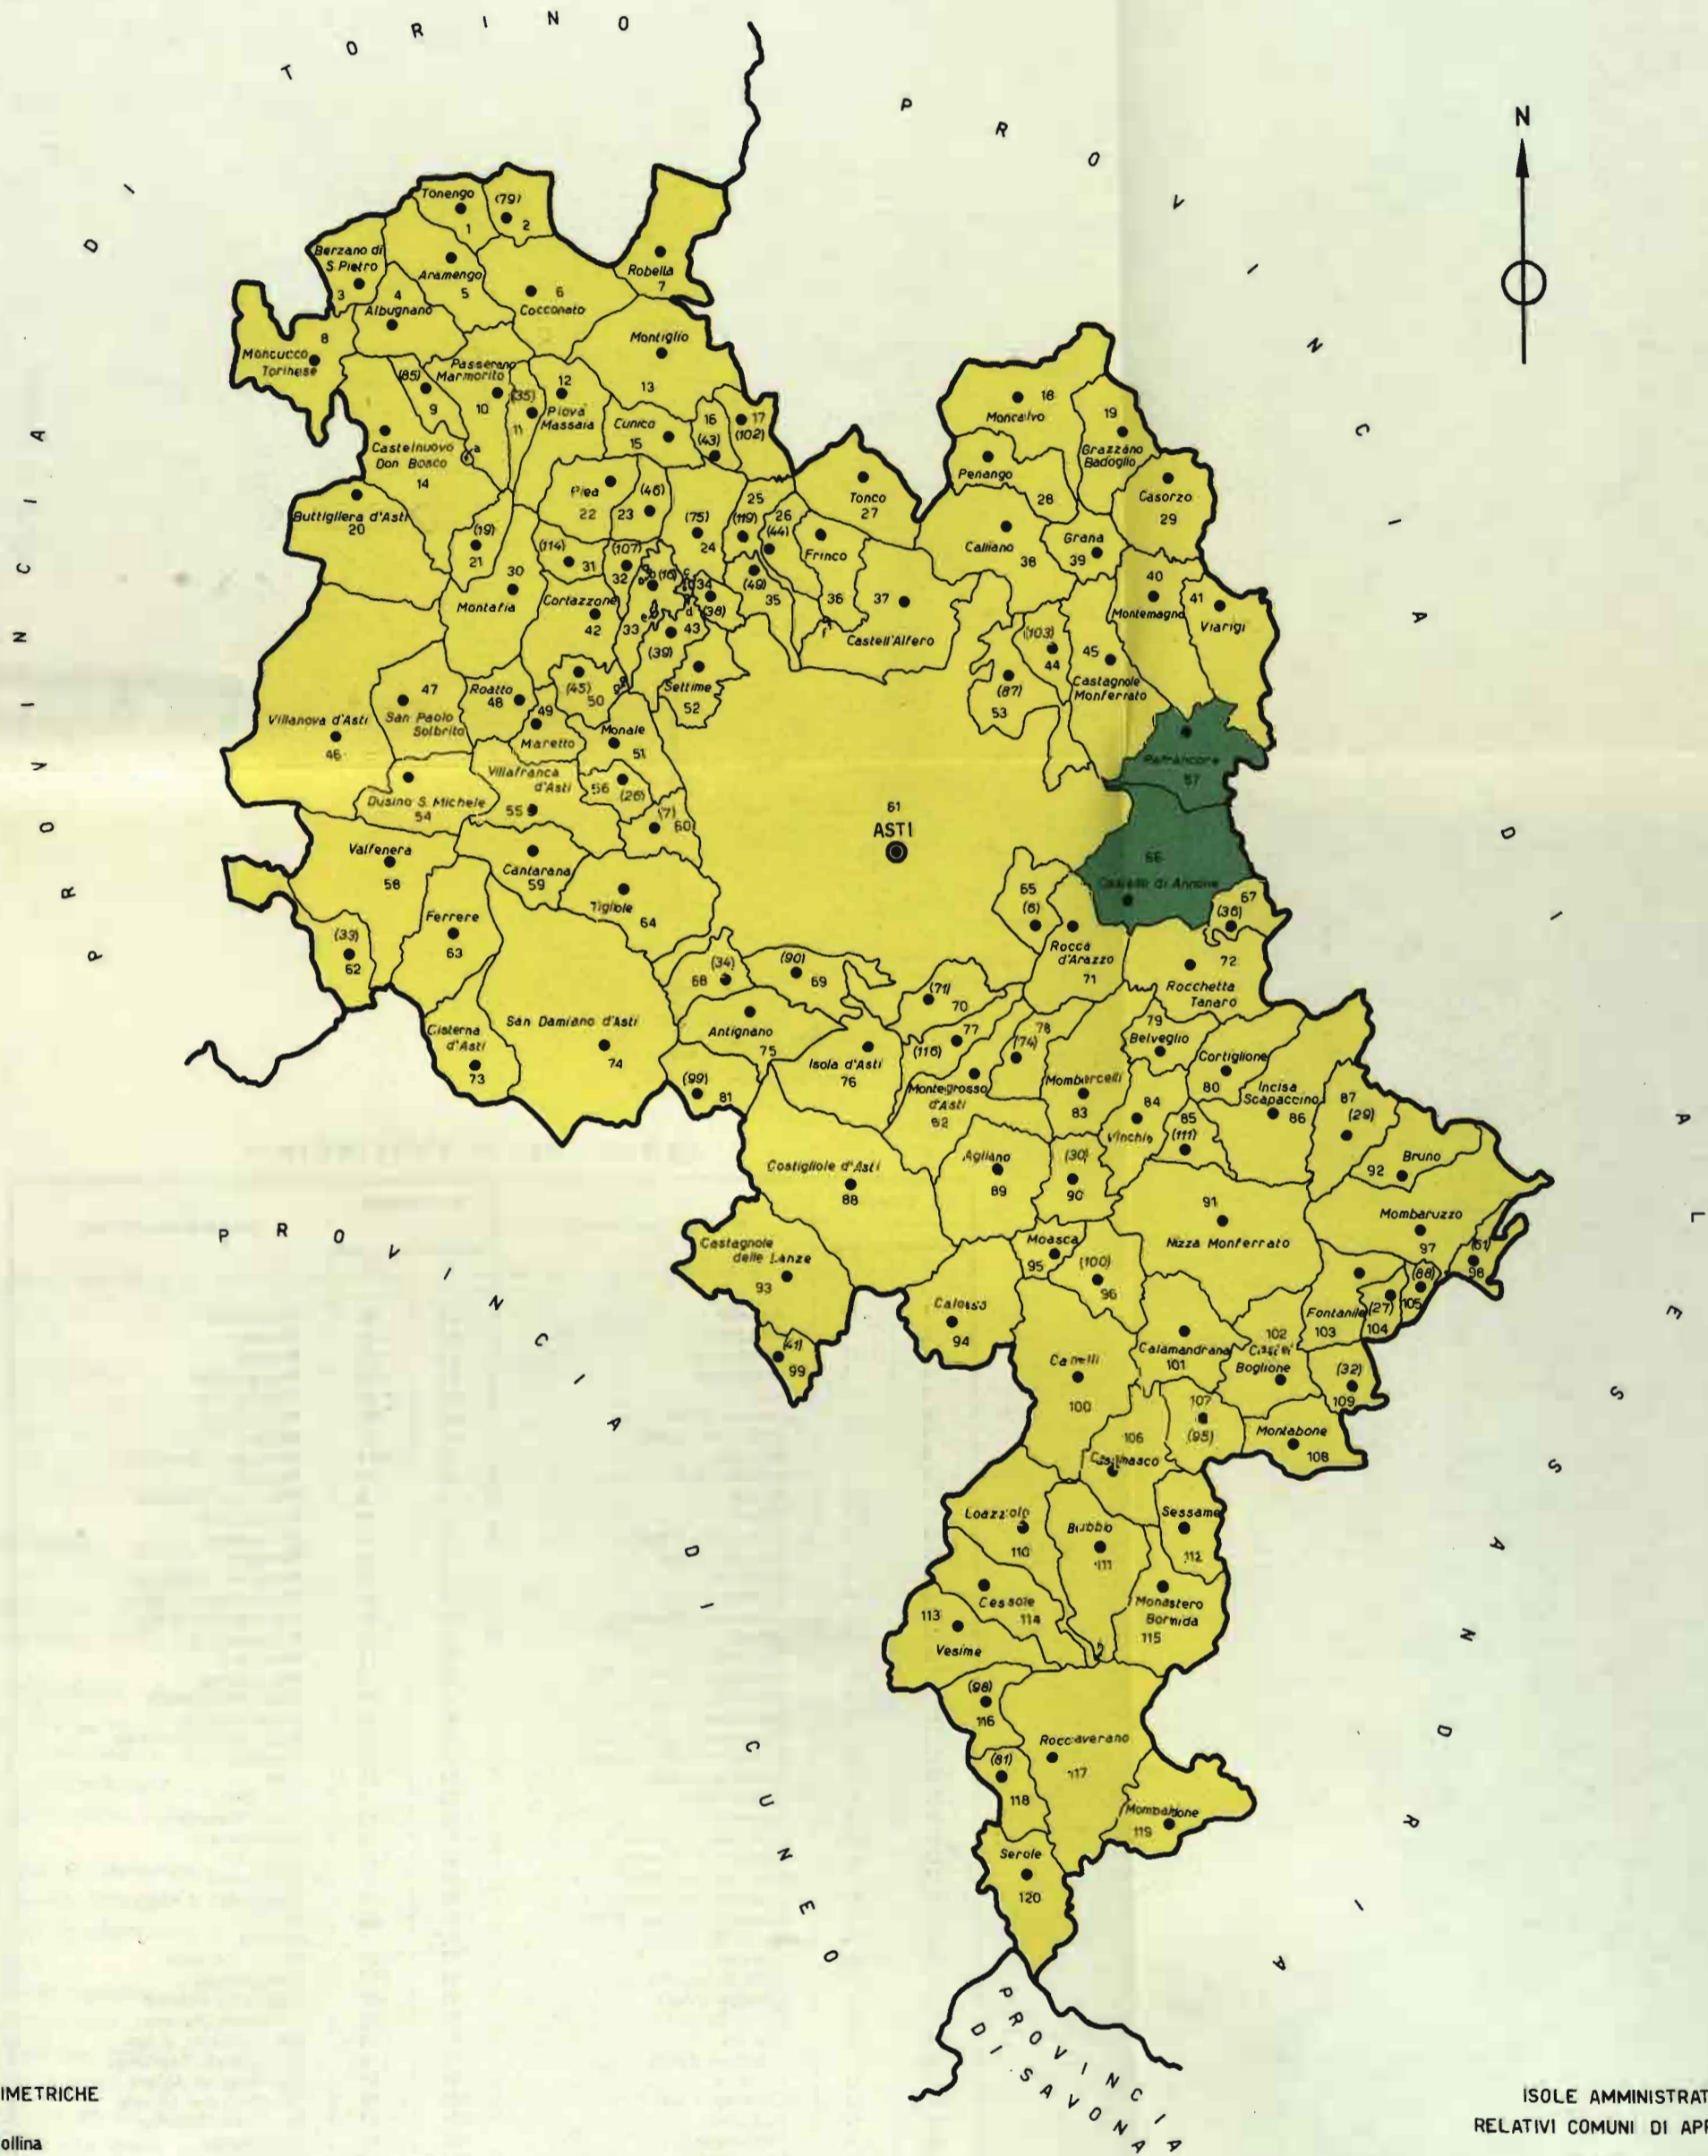 TORINO
PROVINCIA DI
PROVINCIA DI ALESSANDRIA
PROVINCIA DI CUNEO
PROVINCIA
DI SAVONA
N
Tonengo
1
(79)
2
Berzano di
S. Pietro
3
4
Albugnano
Aramengo
5
6
Cocconato
Robella
7
8
Moncucco
Torinese
(85)
9
Passerano
Marmorito
10
(35)
11
12
Piova
Massaia
Montiglio
13
Castelnuovo
Don Bosco
14
a
Cunico
15
16
(43)
17
(102)
Moncalvo
18
19
Grazzano
Badoglio
Buttigliera d'Asti
20
(19)
21
Piea
22
(46)
23
(75)
24
25
(119)
26
(44)
Tonco
27
Penango
28
Casorzo
29
30
Montafia
(114)
31
(107)
32
33
(16)
34
(38)
(49)
35
Frinco
36
37
Castell'Alfero
Calliano
38
Grana
39
40
Montemagno
41
Viarigi
Cortazzone
42
43
(39)
(103)
44
45
Castagnole
Monferrato
Villanova d'Asti
46
47
San Paolo
Solbrito
Roatto
48
49
Maretto
(45)
50
Monale
51
Settime
52
(87)
53
Dusino S. Michele
54
Villafranca
d'Asti
55
56
(26)
Refrancore
57
Valfenera
58
Cantarana
59
(7)
60
61
ASTI
(33)
62
Ferrere
63
Tigliole
64
65
(6)
66
Castello di Annone
67
(36)
(34)
68
(90)
69
(71)
70
Rocca
d'Arazzo
71
72
Rocchetta
Tanaro
Cisterna
d'Asti
73
San Damiano d'Asti
74
Antignano
75
Isola d'Asti
76
77
(116)
78
(74)
79
Belveglio
Cortiglione
80
(99)
81
Montegrosso
d'Asti
82
Mombercelli
83
84
Vinchio
85
(111)
Incisa
Scapaccino
86
87
(29)
Costigliole d'Asti
88
Agliano
89
(30)
90
91
Nizza Monferrato
92
Bruno
Castagnole
delle Lanze
93
Calosso
94
Moasca
95
(100)
96
Mombaruzzo
97
(61)
98
(41)
99
Canelli
100
Calamandrana
101
102
Castel
Boglione
Fontanile
103
(27)
104
(88)
105
106
Cassinasco
107
(95)
Montabone
108
(32)
109
Loazzolo
110
Bubbio
111
Sessame
112
113
Vesime
Cessole
114
Monastero
Bormida
115
(98)
116
Roccaverano
117
(81)
118
Mombaldone
119
Serole
120
IMETRICHE
ollina
ISOLE AMMINISTRAT
RELATIVI COMUNI DI APP